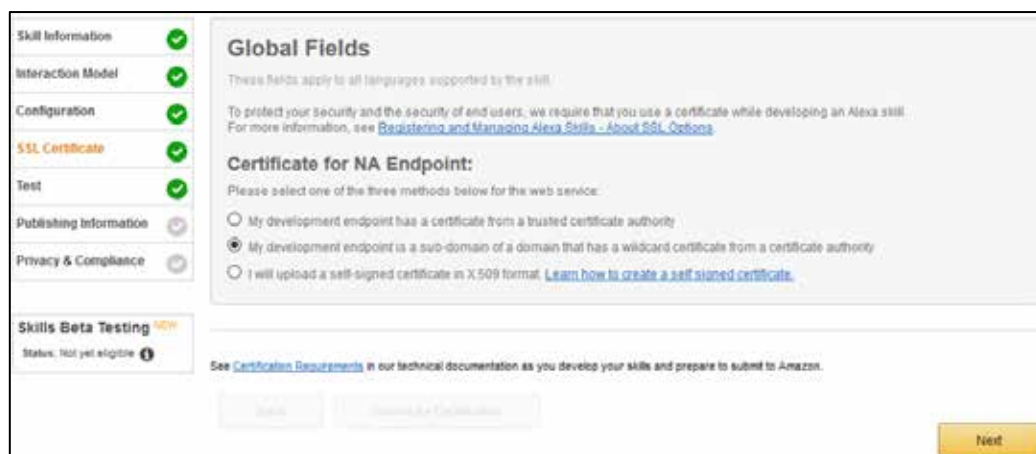 Skill Information
Interaction Model
Configuration
SSL Certificate
Test
Publishing Information
Privacy & Compliance
Skills Beta Testing NEW
Status: Not yet eligible
Global Fields
These fields apply to all languages supported by the skill.
To protect your security and the security of end users, we require that you use a certificate while developing an Alexa skill.
For more information, see Registering and Managing Alexa Skills - About SSL Options.
Certificate for NA Endpoint:
Please select one of the three methods below for the web service:
My development endpoint has a certificate from a trusted certificate authority
My development endpoint is a sub-domain of a domain that has a wildcard certificate from a certificate authority
I will upload a self-signed certificate in X.509 format. Learn how to create a self signed certificate.
See Certification Requirements in our technical documentation as you develop your skills and prepare to submit to Amazon.
Save
Submit for Certification
Next